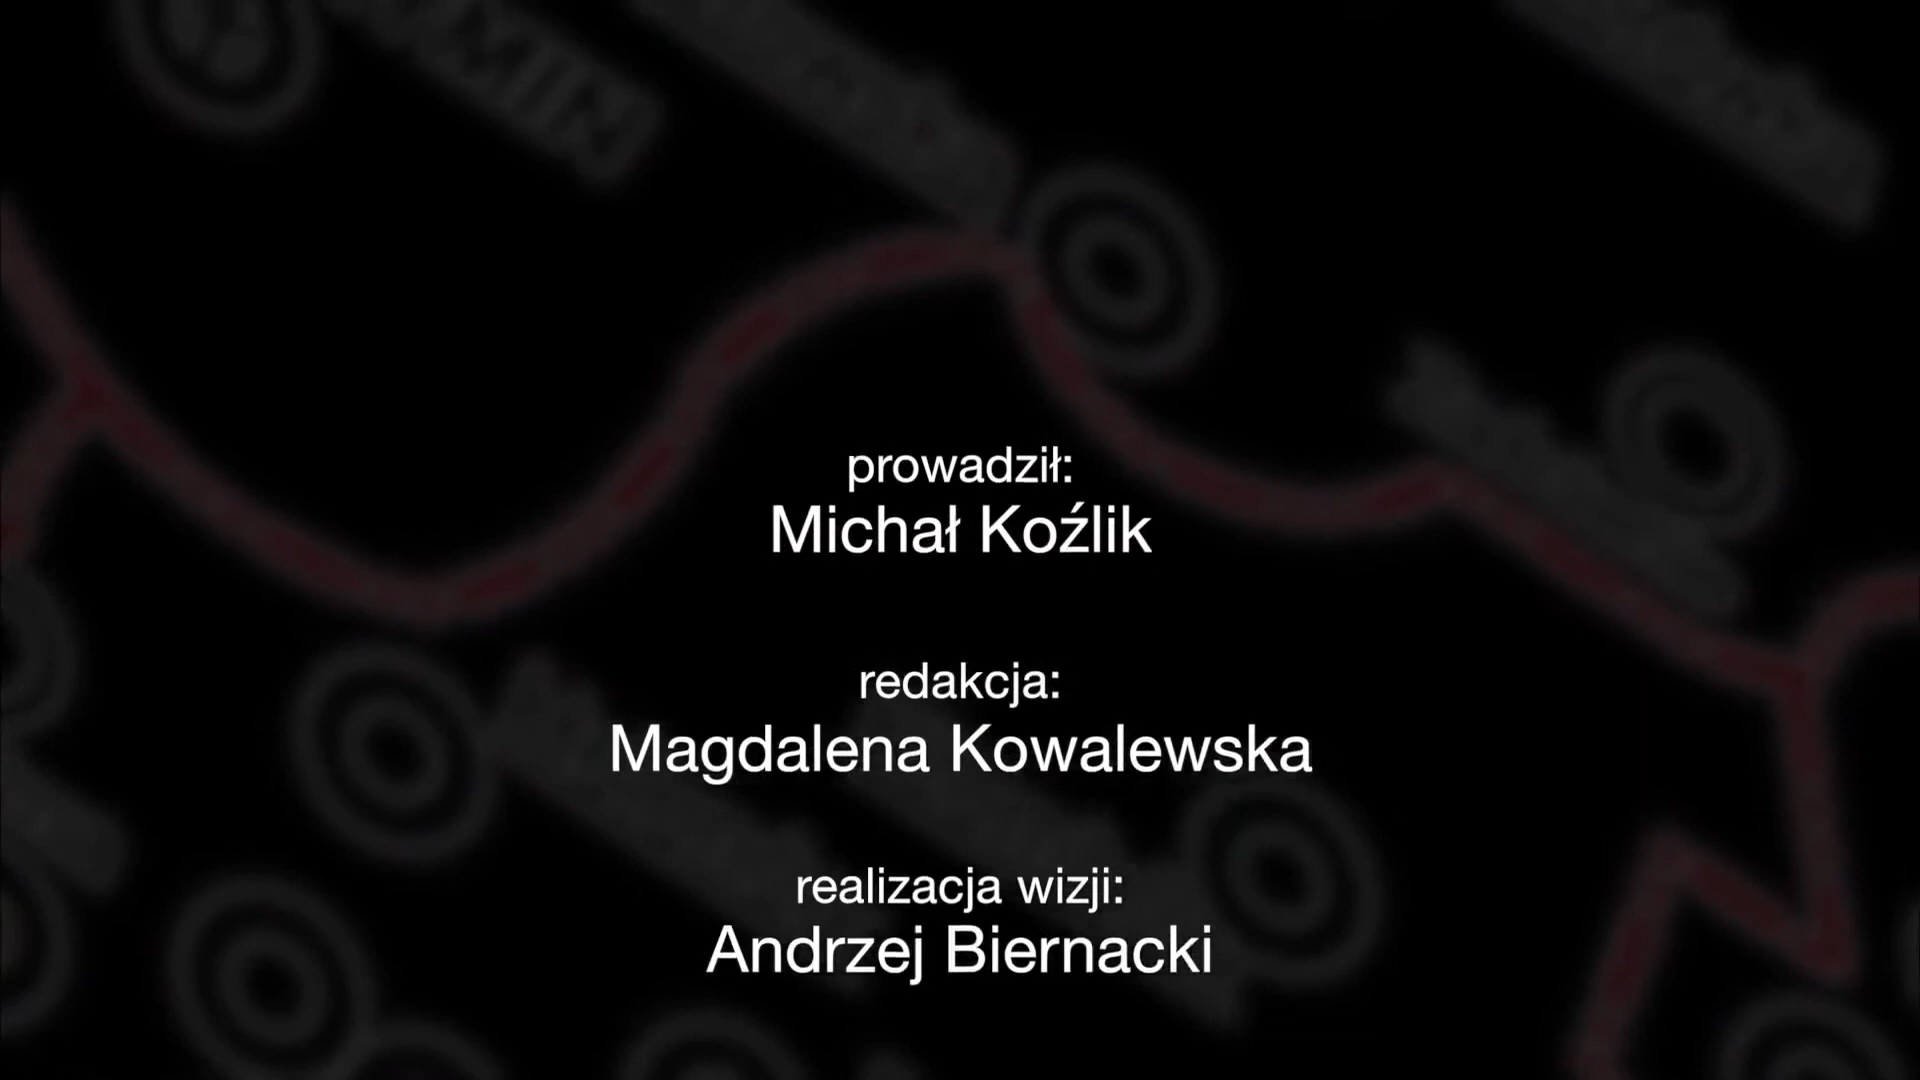 prowadził:
Michał Koźlik
redakcja:
Magdalena Kowalewska
realizacja wizji:
Andrzej Biernacki